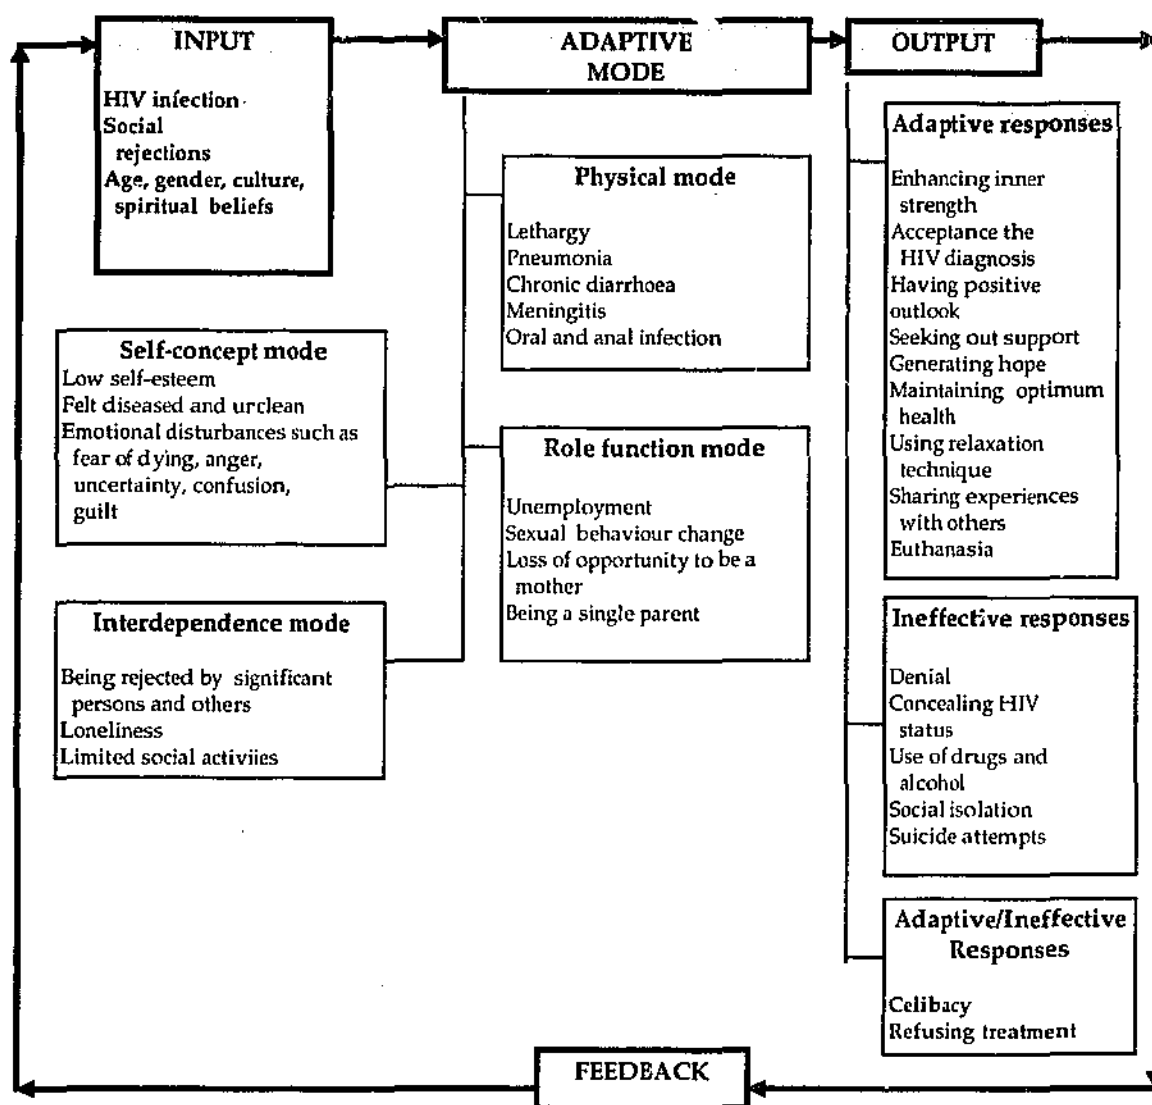 INPUT
HIV infection
Social
rejections
Age, gender, culture,
spiritual beliefs
ADAPTIVE
MODE
OUTPUT
Physical mode
Lethargy
Pneumonia
Chronic diarrhoea
Meningitis
Oral and anal infection
Self-concept mode
Low self-esteem
Felt diseased and unclean
Emotional disturbances such as
fear of dying, anger,
uncertainty, confusion,
guilt
Role function mode
Unemployment
Sexual behaviour change
Loss of opportunity to be a
mother
Being a single parent
Interdependence mode
Being rejected by significant
persons and others
Loneliness
Limited social activiies
Adaptive responses
Enhancing inner
strength
Acceptance the
HIV diagnosis
Having positive
outlook
Seeking out support
Generating hope
Maintaining optimum
health
Using relaxation
technique
Sharing experiences
with others
Euthanasia
Ineffective responses
Denial
Concealing HIV
status
Use of drugs and
alcohol
Social isolation
Suicide attempts
Adaptive/Ineffective
Responses
Celibacy
Refusing treatment
FEEDBACK